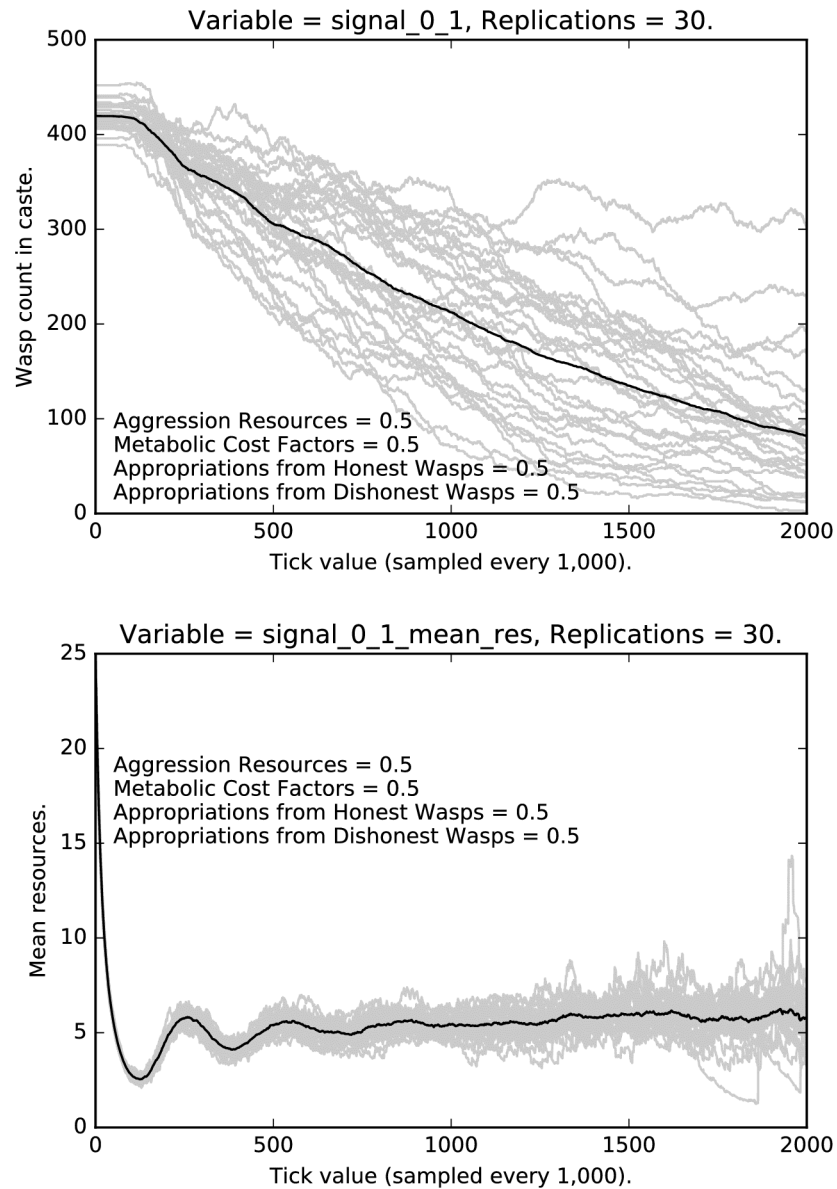 Variable = signal_0_1, Replications = 30.
500
400
300
200
100
0
Wasp count in caste.
Aggression Resources = 0.5
Metabolic Cost Factors = 0.5
Appropriations from Honest Wasps = 0.5
Appropriations from Dishonest Wasps = 0.5
0 500 1000 1500 2000
Tick value (sampled every 1,000).
Variable = signal_0_1_mean_res, Replications = 30.
25
20
15
10
5
0
Mean resources.
Aggression Resources = 0.5
Metabolic Cost Factors = 0.5
Appropriations from Honest Wasps = 0.5
Appropriations from Dishonest Wasps = 0.5
0 500 1000 1500 2000
Tick value (sampled every 1,000).